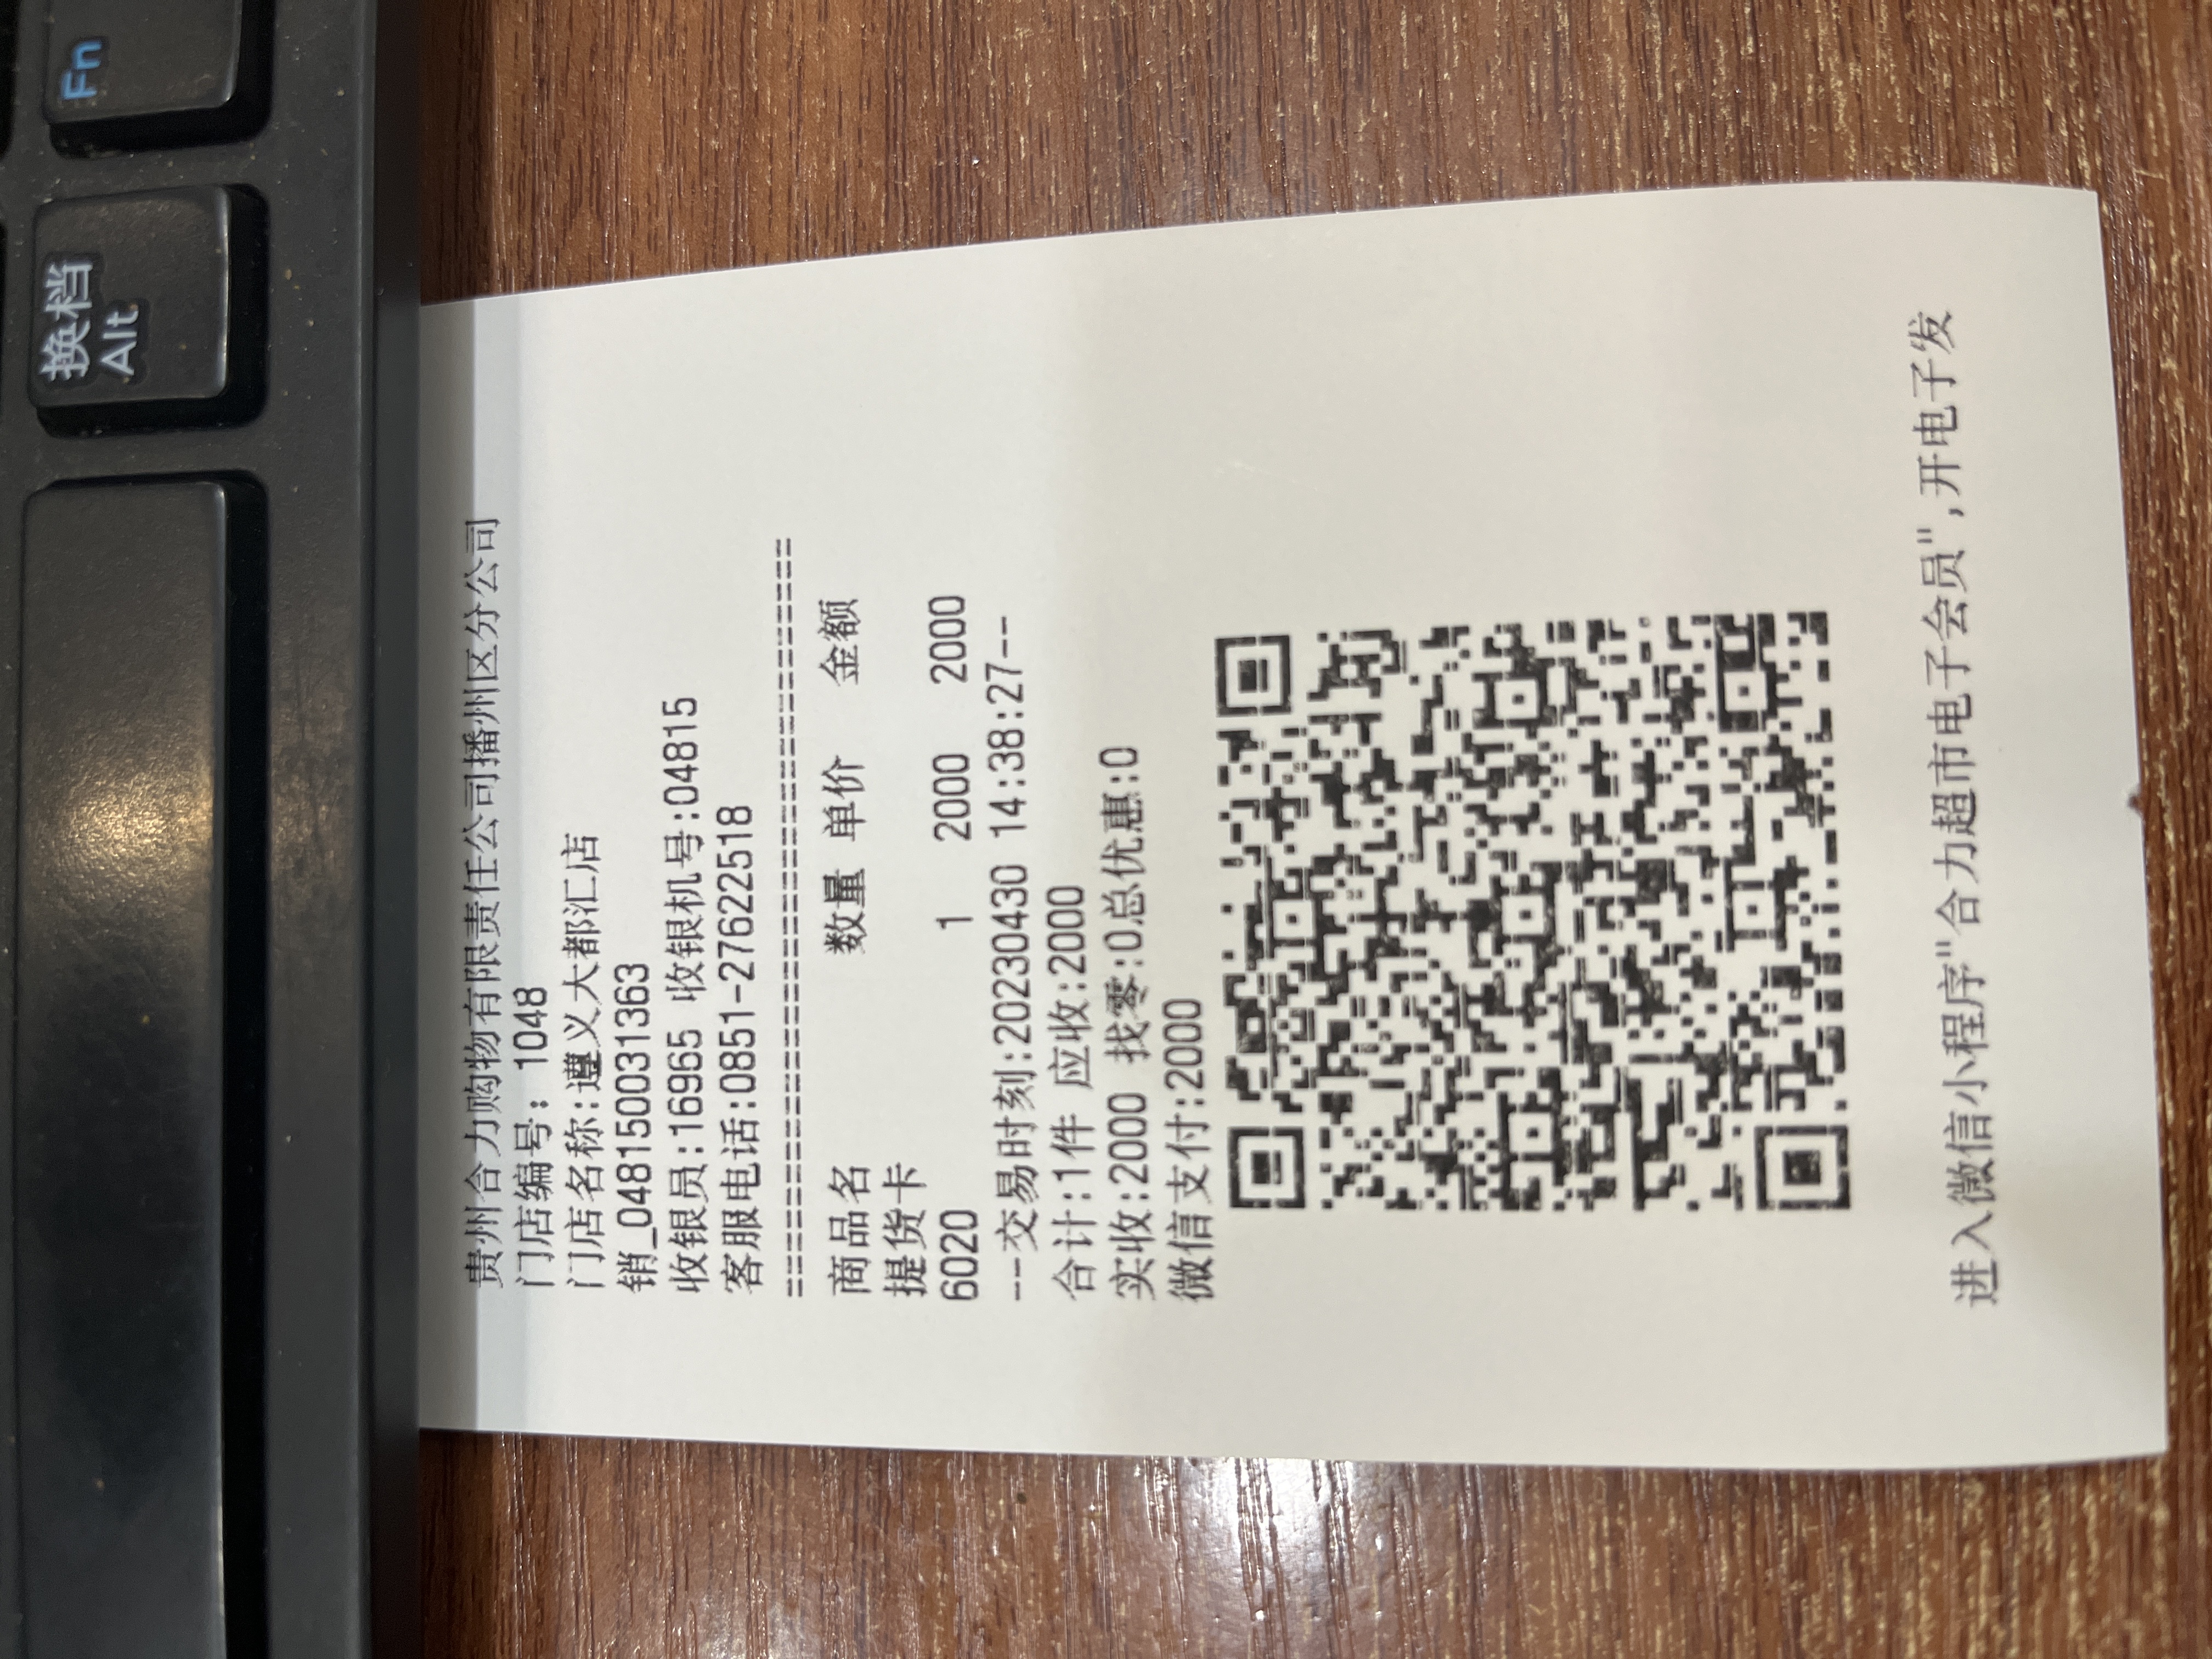 Fn
换档
Alt
贵州合力购物有限责任公司播州区分公司
门店编号: 1048
门店名称:遵义大都汇店
销_048150031363
收银员:16965 收银机号:04815
客服电话:0851-27622518
==========================================
商品名 数量 单价 金额
提货卡
6020 1 2000 2000
--交易时刻:20230430 14:38:27--
合计:1件 应收:2000
实收:2000 找零:0总优惠:0
微信支付:2000
进入微信小程序"合力超市电子会员",开电子发